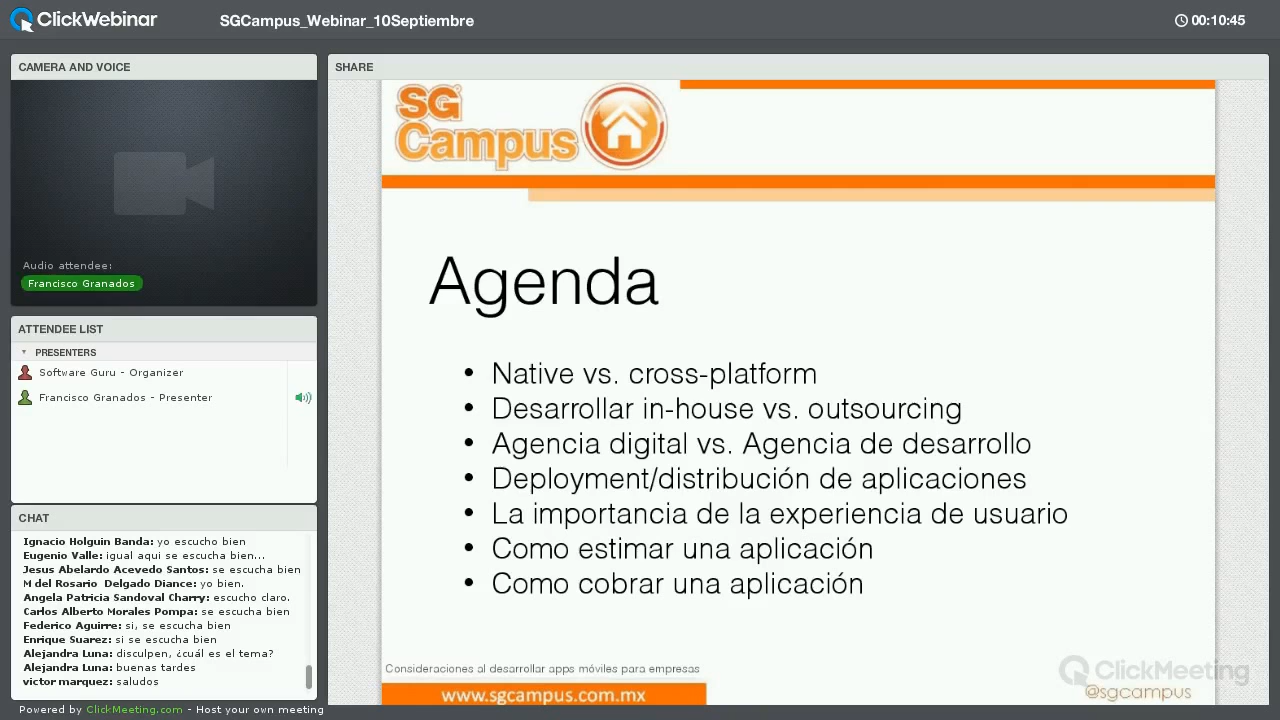 ClickWebinar
SGCampus_Webinar_10Septiembre
00:10:45
CAMERA AND VOICE
Audio attendee:
Francisco Granados
ATTENDEE LIST
PRESENTERS
Software Guru - Organizer
Francisco Granados - Presenter
CHAT
Ignacio Holguin Banda: yo escucho bien
Eugenio Valle: igual aqui se escucha bien...
Jesus Abelardo Acevedo Santos: se escucha bien
M del Rosario Delgado Diance: yo bien.
Angela Patricia Sandoval Charry: escucho claro.
Carlos Alberto Morales Pompa: se escucha bien
Federico Aguirre: si, se escucha bien
Enrique Suarez: si se escucha bien
Alejandra Luna: disculpen, ¿cuál es el tema?
Alejandra Luna: buenas tardes
victor marquez: saludos
Powered by ClickMeeting.com - Host your own meeting
SHARE
SG
Campus
Agenda
• Native vs. cross-platform
• Desarrollar in-house vs. outsourcing
• Agencia digital vs. Agencia de desarrollo
• Deployment/distribución de aplicaciones
• La importancia de la experiencia de usuario
• Como estimar una aplicación
• Como cobrar una aplicación
Consideraciones al desarrollar apps móviles para empresas
www.sgcampus.com.mx
ClickMeeting
@sgcampus